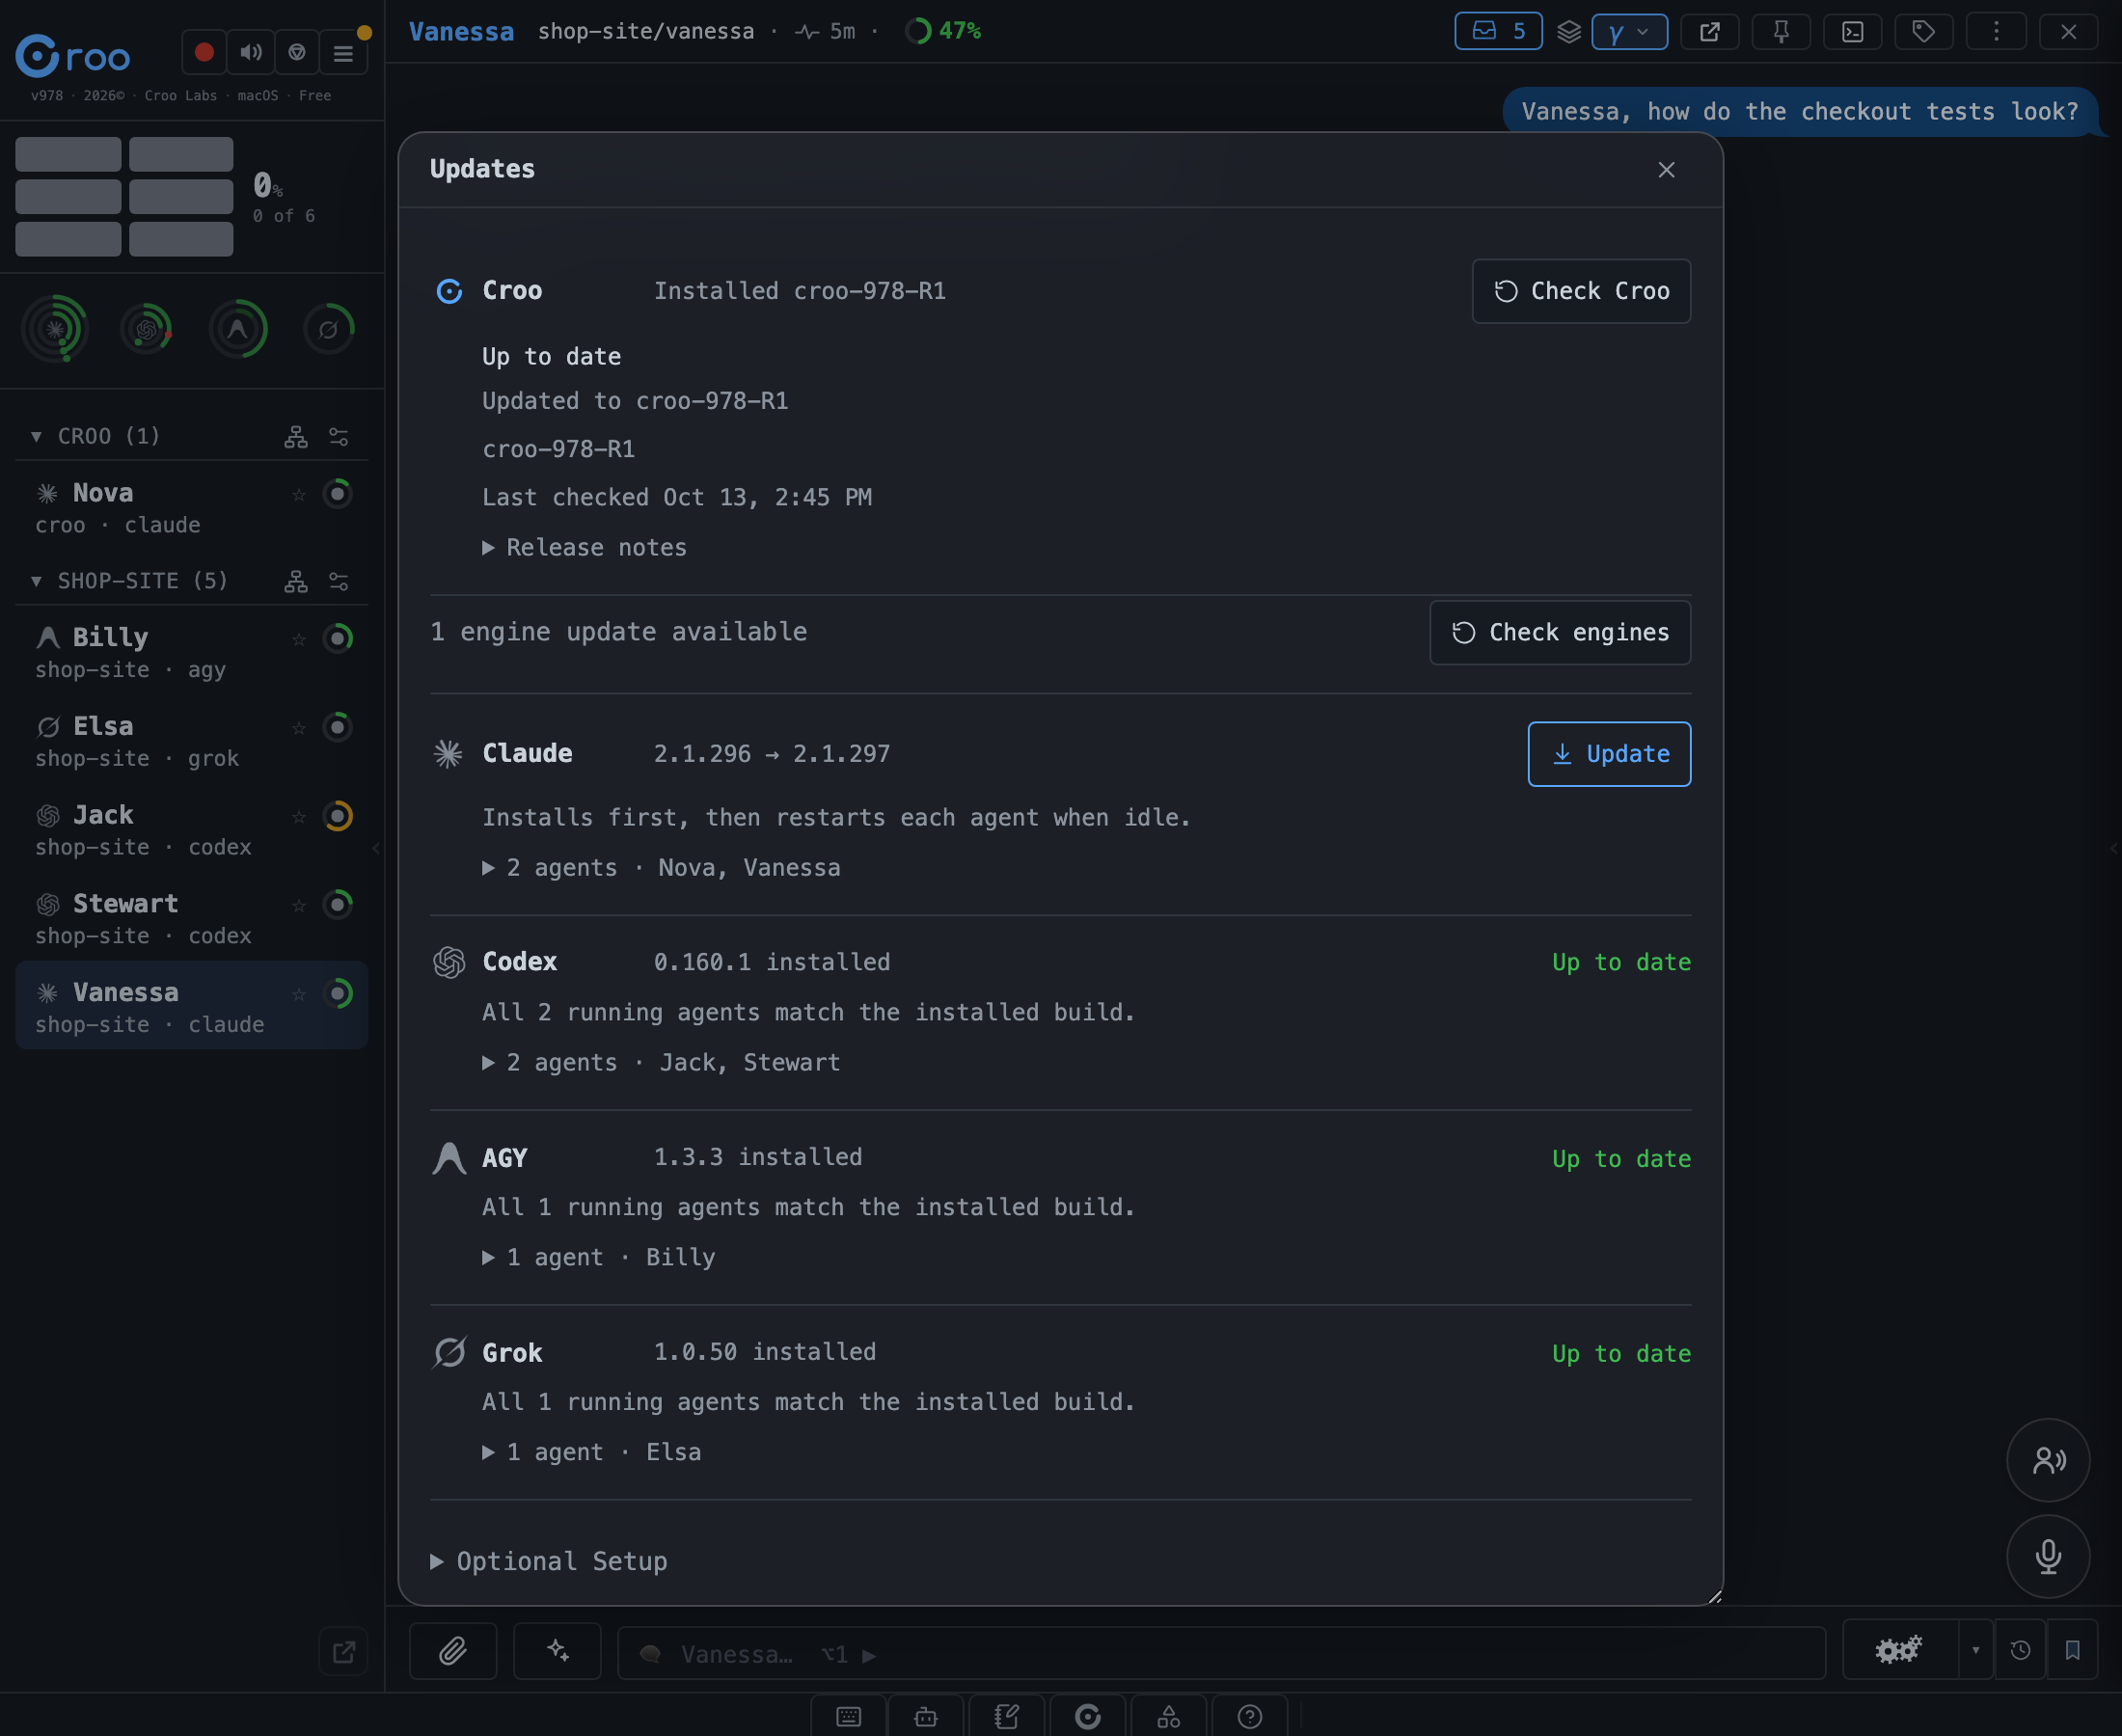 croo
v978 · 2026© · Croo Labs · macOS · Free
0%
0 of 6
▼ CROO (1)
Nova
croo · claude
▼ SHOP-SITE (5)
Billy
shop-site · agy
Elsa
shop-site · grok
Jack
shop-site · codex
Stewart
shop-site · codex
Vanessa
shop-site · claude
Vanessa shop-site/vanessa · 5m · 47%
5
γ
Vanessa, how do the checkout tests look?
Updates
Croo Installed croo-978-R1 Check Croo
Up to date
Updated to croo-978-R1
croo-978-R1
Last checked Oct 13, 2:45 PM
▶ Release notes
1 engine update available Check engines
Claude 2.1.296 → 2.1.297 Update
Installs first, then restarts each agent when idle.
▶ 2 agents · Nova, Vanessa
Codex 0.160.1 installed Up to date
All 2 running agents match the installed build.
▶ 2 agents · Jack, Stewart
AGY 1.3.3 installed Up to date
All 1 running agents match the installed build.
▶ 1 agent · Billy
Grok 1.0.50 installed Up to date
All 1 running agents match the installed build.
▶ 1 agent · Elsa
▶ Optional Setup
Vanessa… ⌥1 ▶